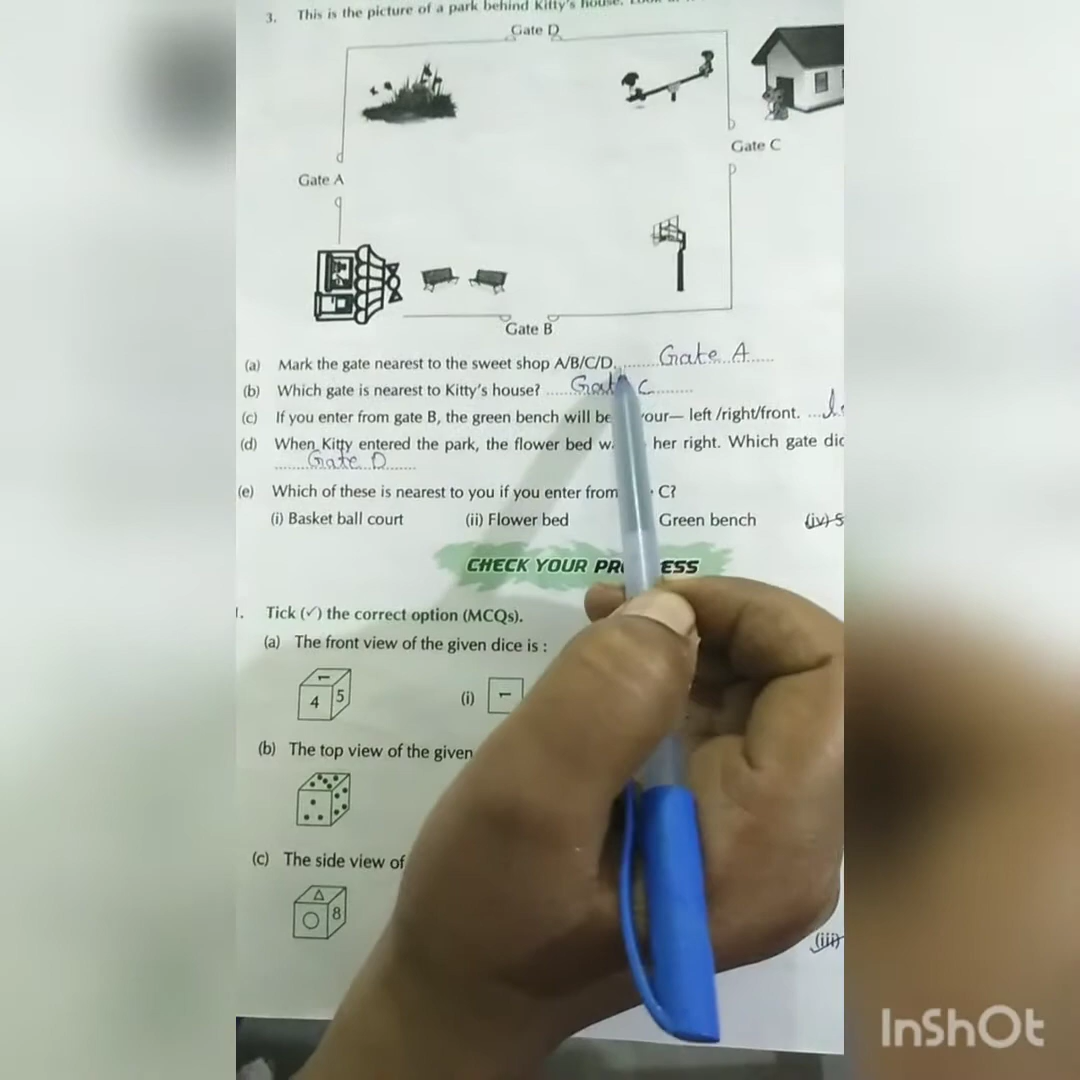 3. This is the picture of a park behind Kitty's house.
Gate D
Gate C
Gate A
Gate B
(a) Mark the gate nearest to the sweet shop A/B/C/D. Gate A
(b) Which gate is nearest to Kitty's house? Gate C
(c) If you enter from gate B, the green bench will be your— left /right/front.
(d) When Kitty entered the park, the flower bed her right. Which gate
Gate D
(e) Which of these is nearest to you if you enter from C?
(i) Basket ball court (ii) Flower bed Green bench (iv)
CHECK YOUR
1. Tick (✓) the correct option (MCQs).
(a) The front view of the given dice is :
1
4 5 (i) 1
(b) The top view of the given
(c) The side view of
8
(iii)
InShOt